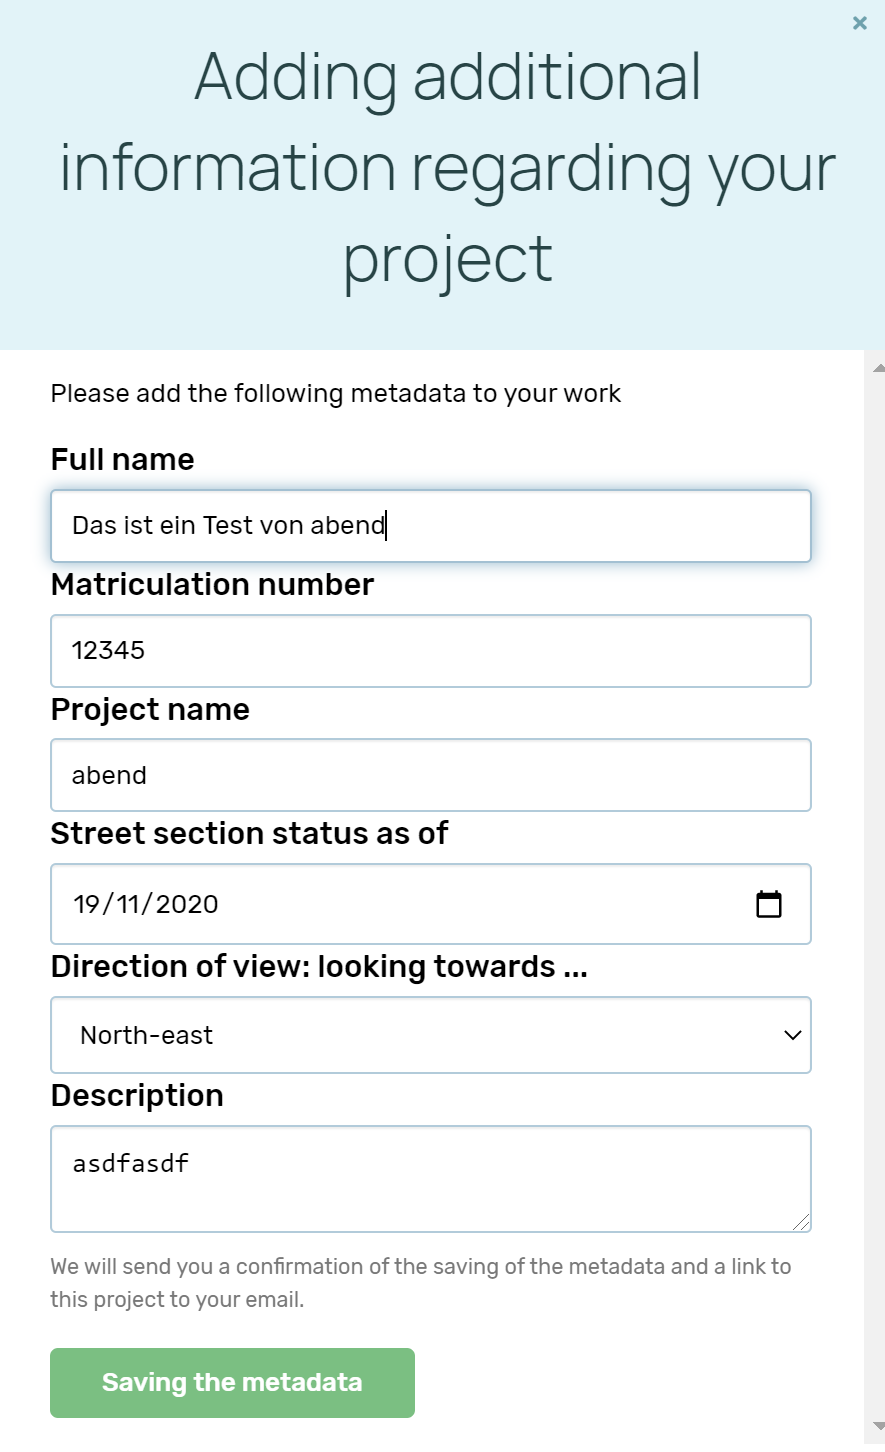 ×
Adding additional
information regarding your
project
Please add the following metadata to your work
Full name
Das ist ein Test von abend
Matriculation number
12345
Project name
abend
Street section status as of
19/11/2020
Direction of view: looking towards ...
North-east
Description
asdfasdf
We will send you a confirmation of the saving of the metadata and a link to
this project to your email.
Saving the metadata